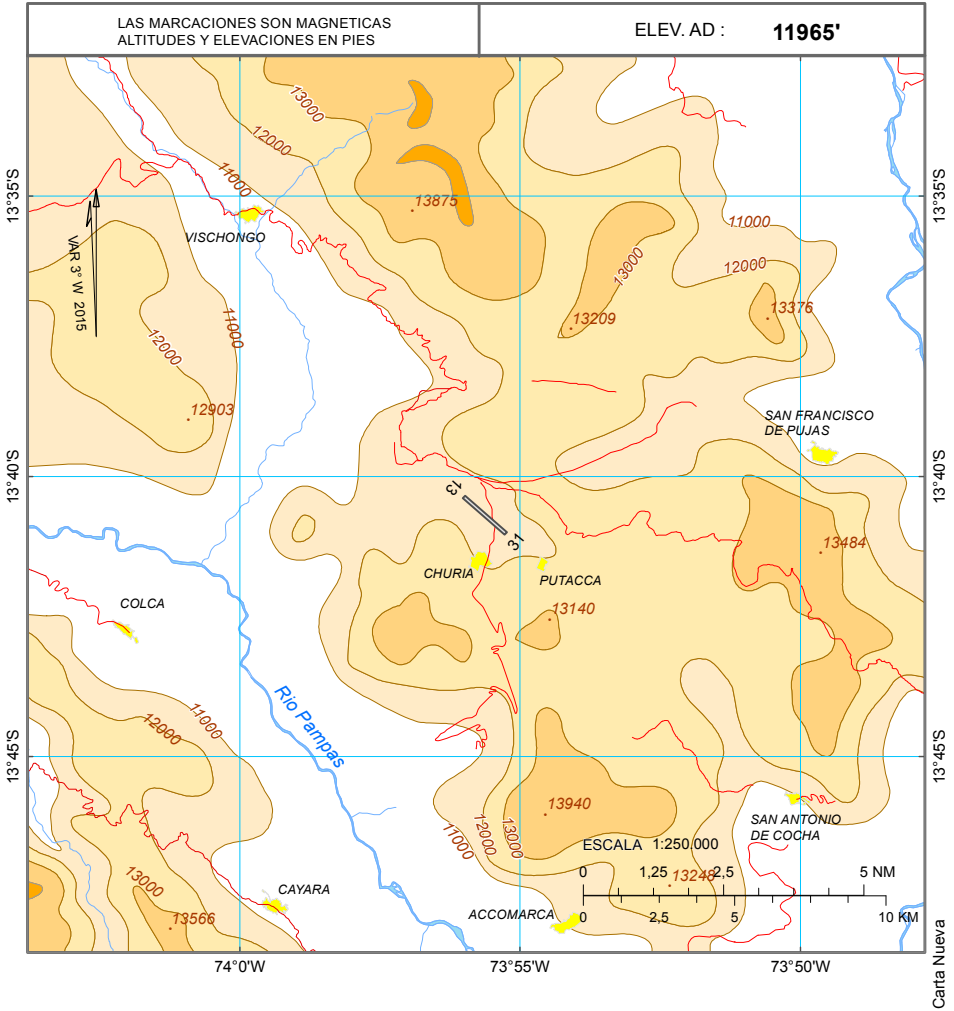 LAS MARCACIONES SON MAGNETICAS
ALTITUDES Y ELEVACIONES EN PIES
ELEV. AD : 11965'
13000
12000
11000
13°35'S
13875
13°35'S
VISCHONGO
11000
12000
13000
VAR 3° W 2015
11000
12000
13209
13376
12903
SAN FRANCISCO
DE PUJAS
13°40'S
13°40'S
13
31
13484
CHURIA
PUTACCA
COLCA
13140
Rio Pampas
11000
12000
13°45'S
13°45'S
13940
SAN ANTONIO
DE COCHA
11000
12000
13000
ESCALA 1:250.000
0 1,25 2,5 5 NM
13248
0 2,5 5 10 KM
13000
CAYARA
13566
ACCOMARCA
74°0'W
73°55'W
73°50'W
Carta Nueva